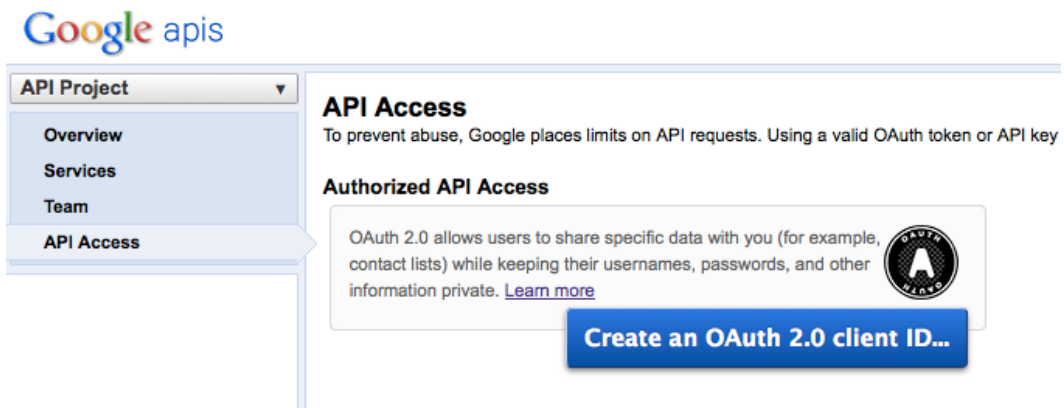 Google apis
API Project
Overview
Services
Team
API Access
API Access
To prevent abuse, Google places limits on API requests. Using a valid OAuth token or API key
Authorized API Access
OAuth 2.0 allows users to share specific data with you (for example,
contact lists) while keeping their usernames, passwords, and other
information private. Learn more
OAUTH
A
OAUTH
Create an OAuth 2.0 client ID...